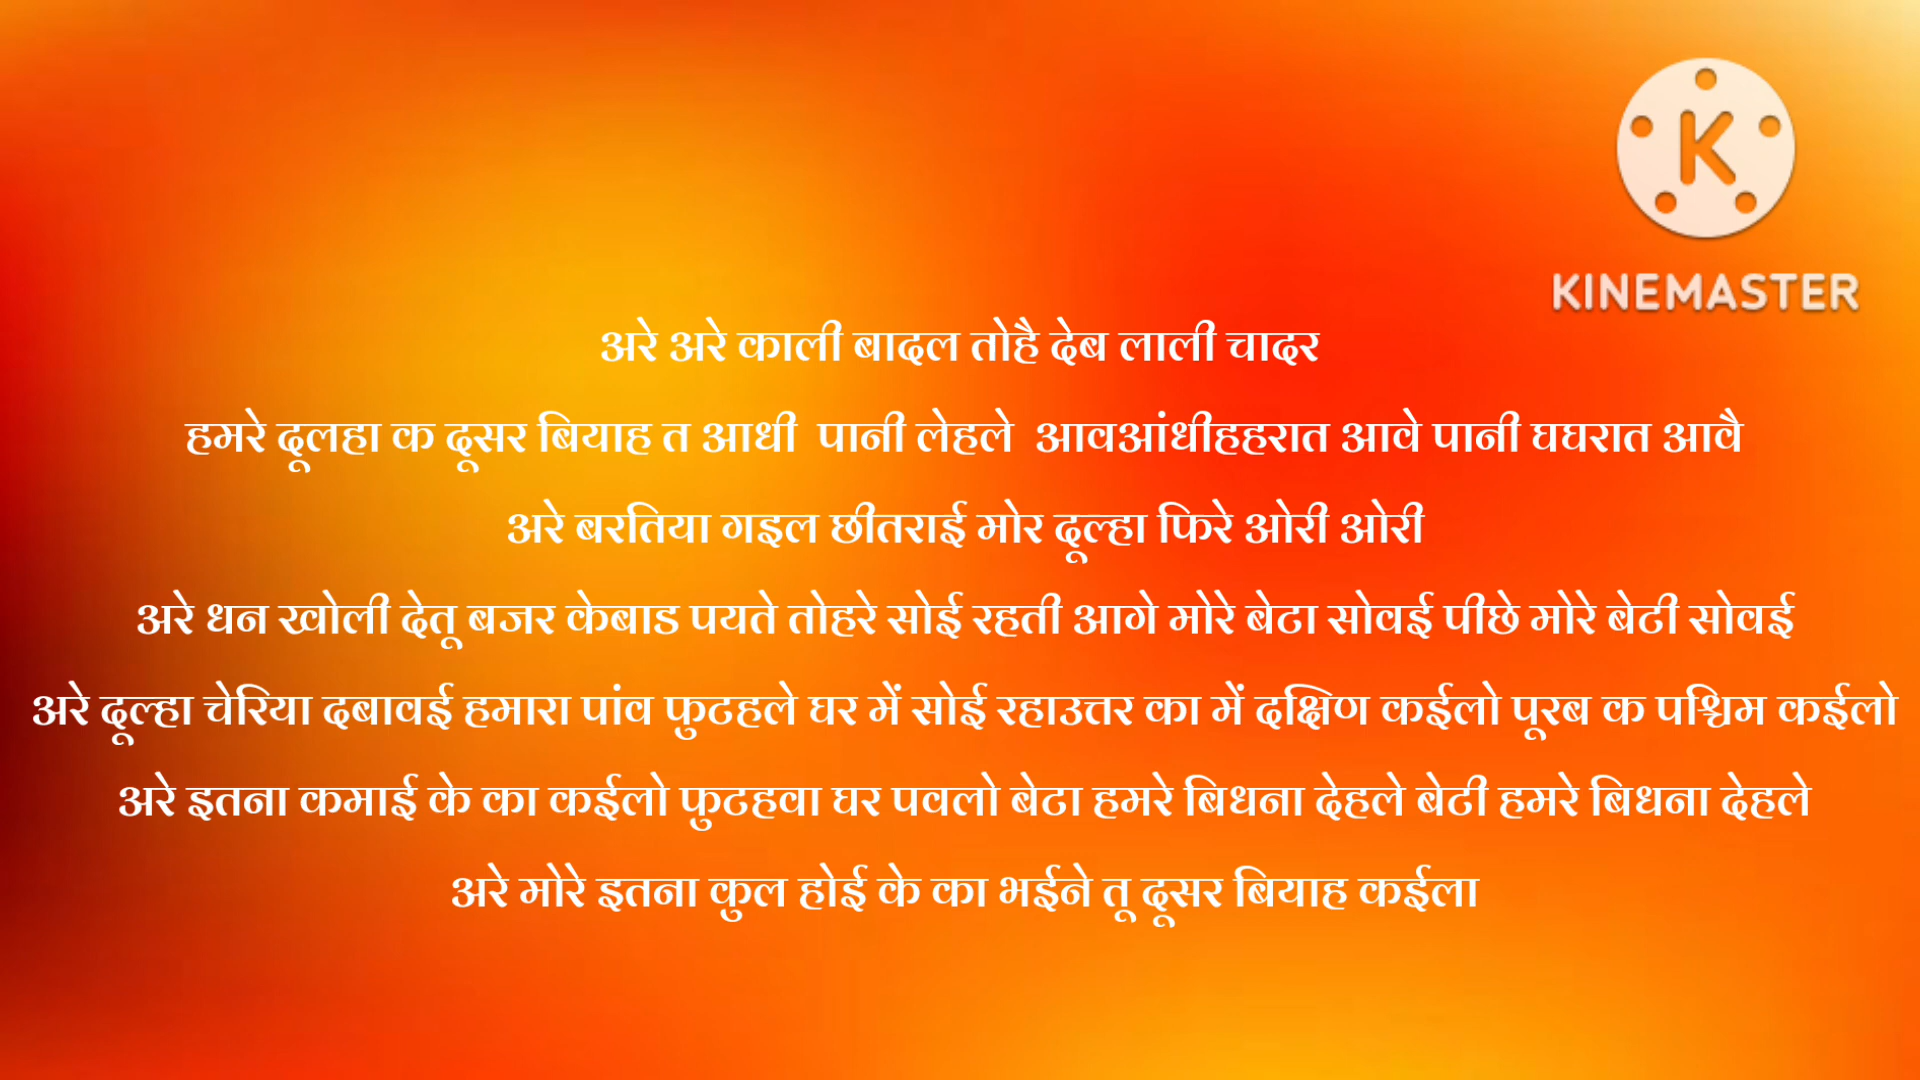 KINEMASTER
अरे अरे काली बादल तोहै देब लाली चादर
हमरे दूलहा क दूसर बियाह त आधी पानी लेहले आवआंधीहहरात आवे पानी घघरात आवै
अरे बरतिया गइल छीतराई मोर दूल्हा फिरे ओरी ओरी
अरे धन खोली देतू बजर केबाड पयते तोहरे सोई रहती आगे मोरे बेटा सोवई पीछे मोरे बेटी सोवई
अरे दूल्हा चेरिया दबावई हमारा पांव फुटहले घर में सोई रहाउत्तर का में दक्षिण कईलो पूरब क पश्चिम कईलो
अरे इतना कमाई के का कईलो फुटहवा घर पवलो बेटा हमरे बिधना देहले बेटी हमरे बिधना देहले
अरे मोरे इतना कुल होई के का भईने तू दूसर बियाह कईला